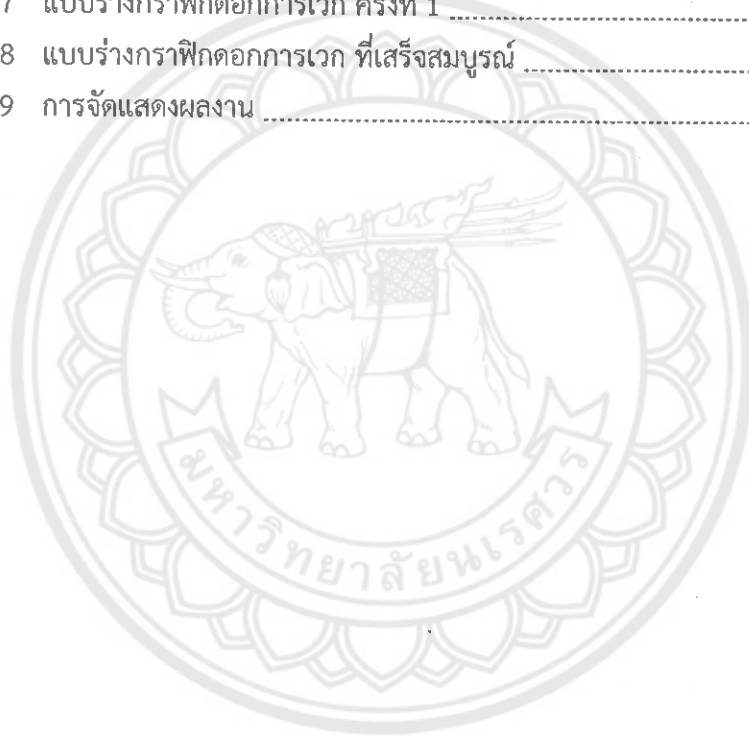 7 แบบร่างกราฟิกดอกการเวก ครั้งที่ 1
8 แบบร่างกราฟิกดอกการเวก ที่เสร็จสมบูรณ์
9 การจัดแสดงผลงาน
มหาวิทยาลัยนเรศวร